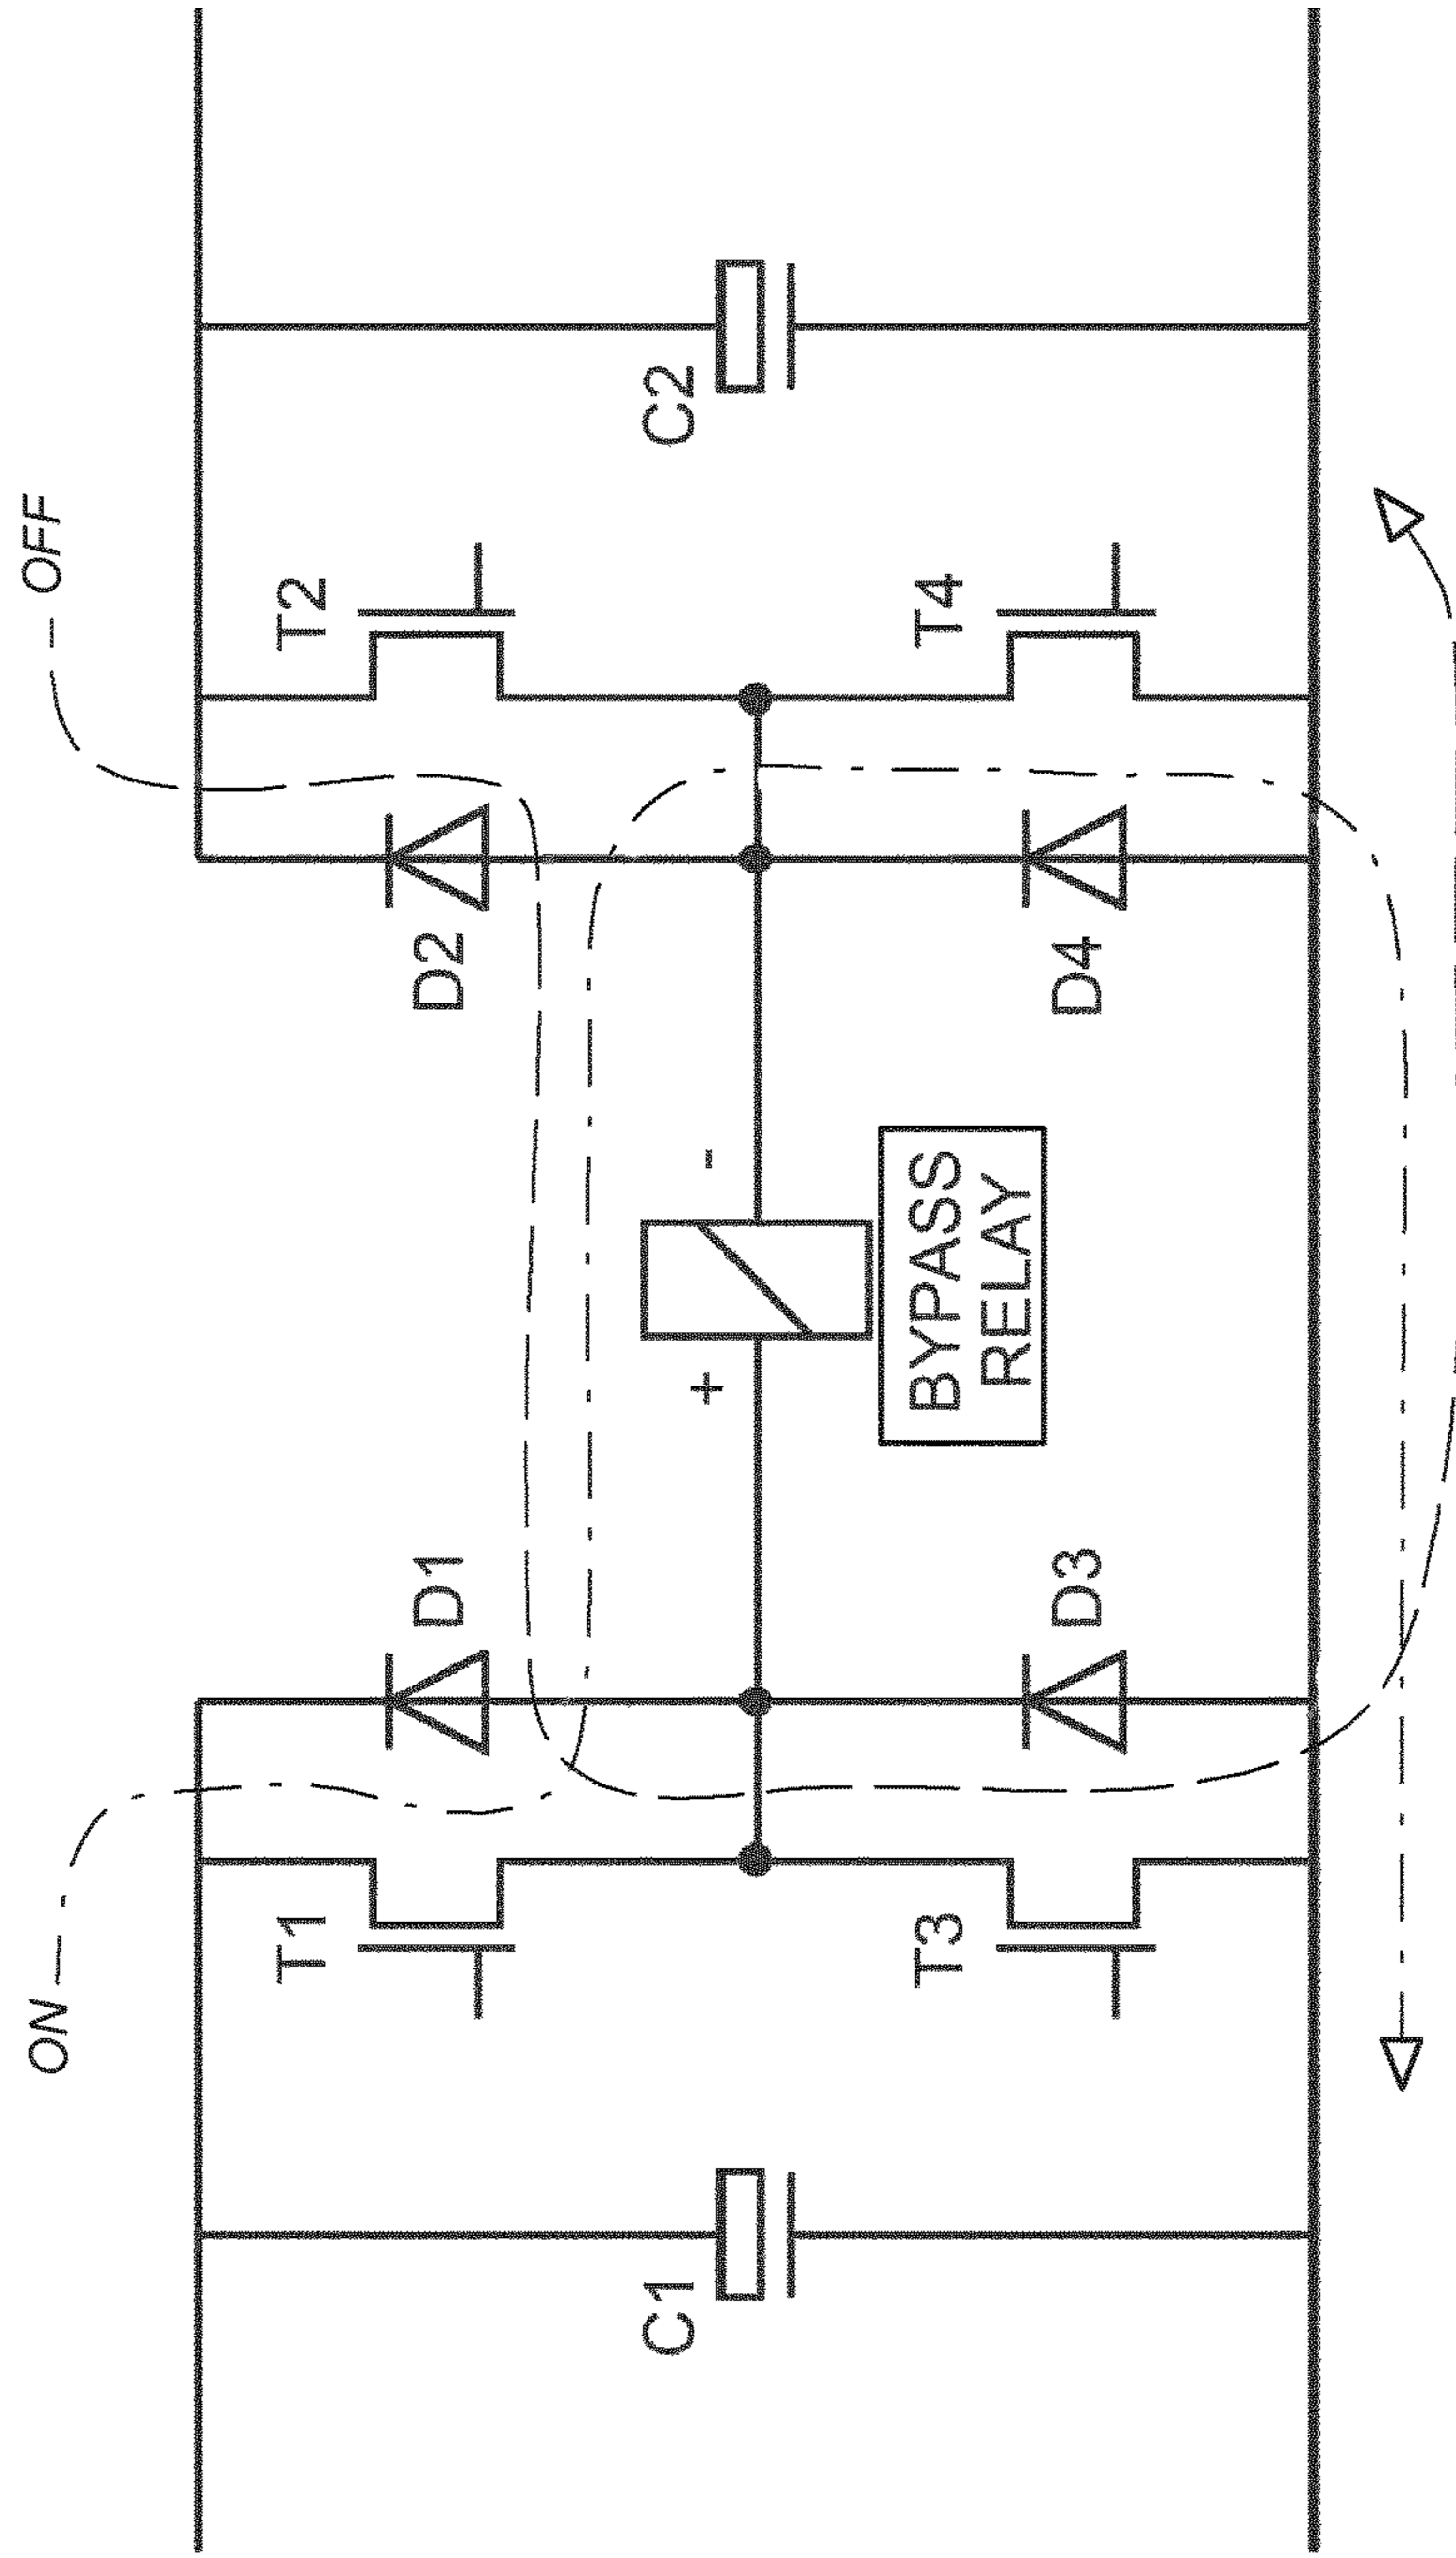 ON
OFF
T1
D1
D2
T2
C1
+
-
C2
BYPASS
RELAY
T3
D3
D4
T4